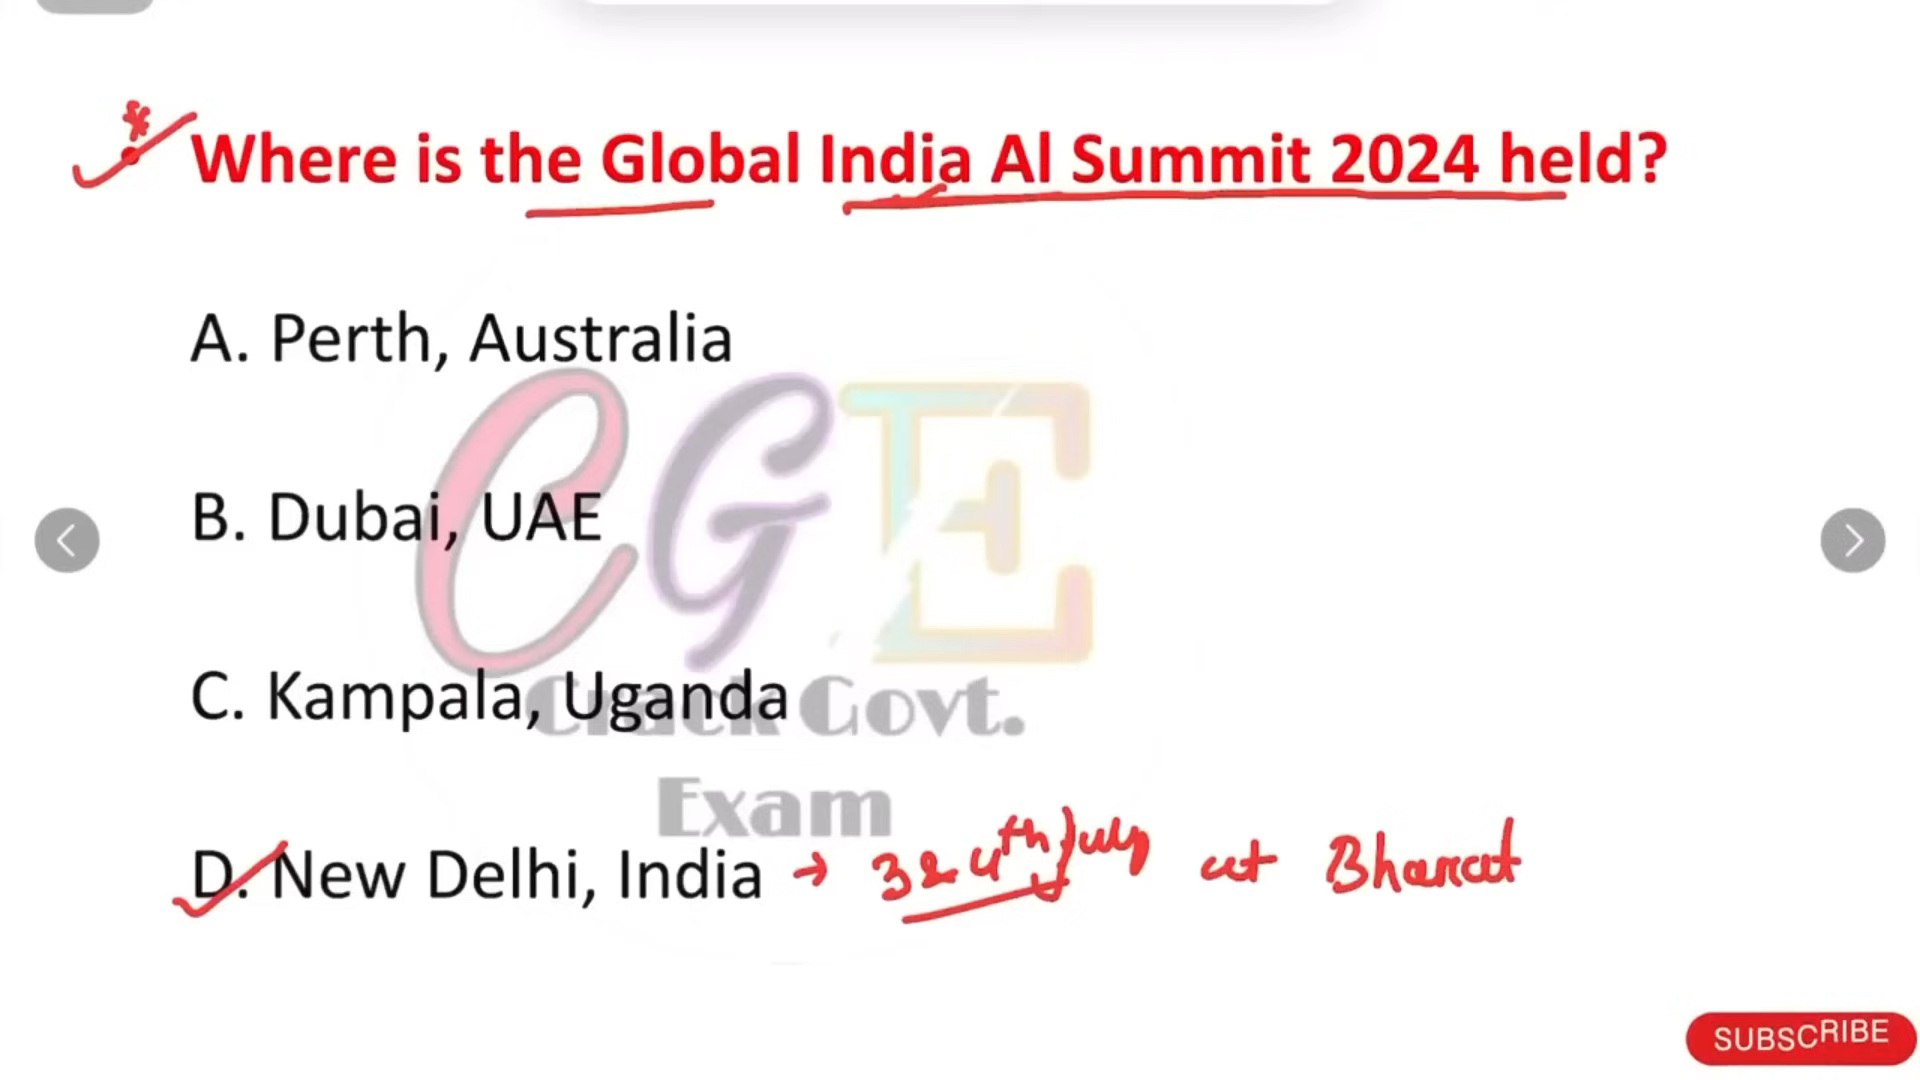 Where is the Global India AI Summit 2024 held?
A. Perth, Australia
B. Dubai, UAE
C. Kampala, Uganda
D. New Delhi, India → 3 & 4th July at Bharat
CGE
Crack Govt.
Exam
SUBSCRIBE